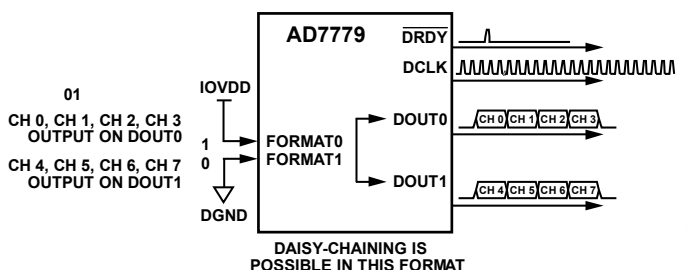 AD7779
DRDY
DCLK
01
IOVDD
CH 0, CH 1, CH 2, CH 3
OUTPUT ON DOUT0
1
FORMAT0
DOUT0
CH 0 CH 1 CH 2 CH 3
CH 4, CH 5, CH 6, CH 7
OUTPUT ON DOUT1
0
FORMAT1
DOUT1
CH 4 CH 5 CH 6 CH 7
DGND
DAISY-CHAINING IS
POSSIBLE IN THIS FORMAT